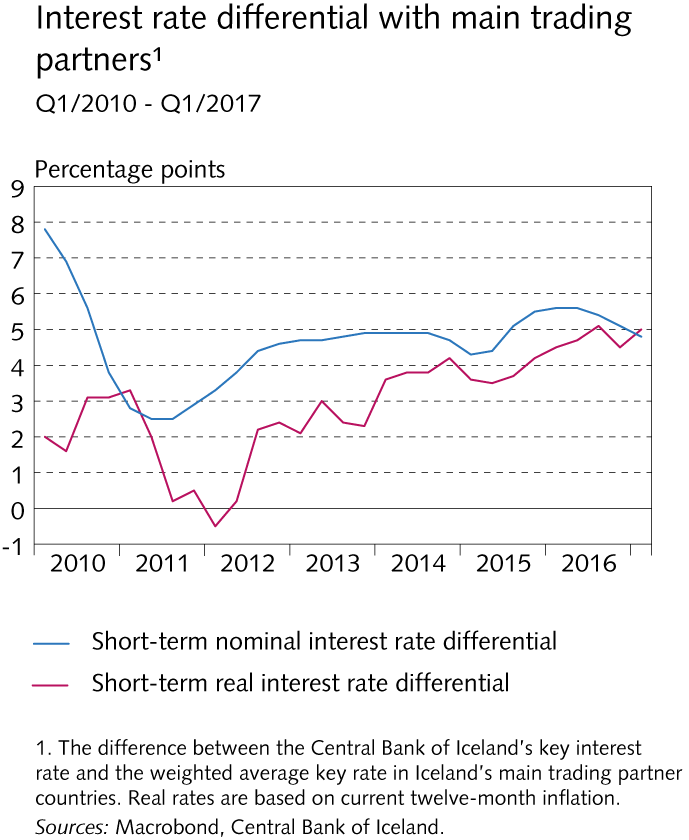 Interest rate differential with main trading
partners¹
Q1/2010 - Q1/2017
Percentage points
9
8
7
6
5
4
3
2
1
0
-1
2010 2011 2012 2013 2014 2015 2016
Short-term nominal interest rate differential
Short-term real interest rate differential
1. The difference between the Central Bank of Iceland's key interest
rate and the weighted average key rate in Iceland's main trading partner
countries. Real rates are based on current twelve-month inflation.
Sources: Macrobond, Central Bank of Iceland.